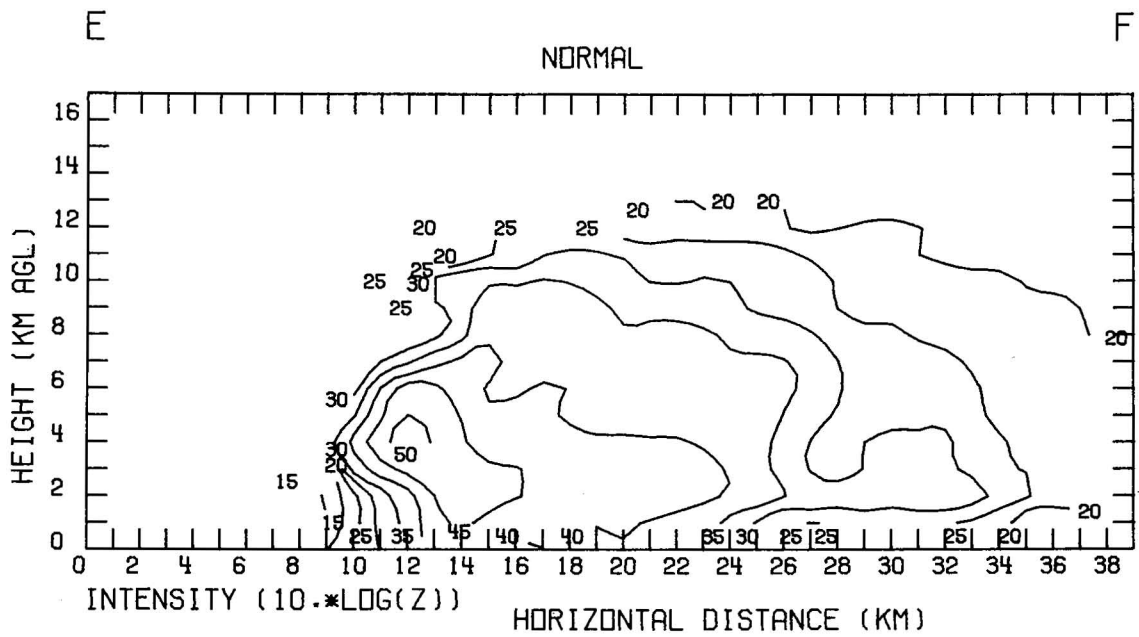 E F
NORMAL
16
14
20 20 20
20
20 25 25 12
20
25
25 30 10
25
8
20
30 6
30 4
50
20
15 2
20
15 25 35 45 40 40 35 30 25 25 25 20
0
0 2 4 6 8 10 12 14 16 18 20 22 24 26 28 30 32 34 36 38
HEIGHT (KM AGL)
INTENSITY (10.*LOG(Z))
HORIZONTAL DISTANCE (KM)